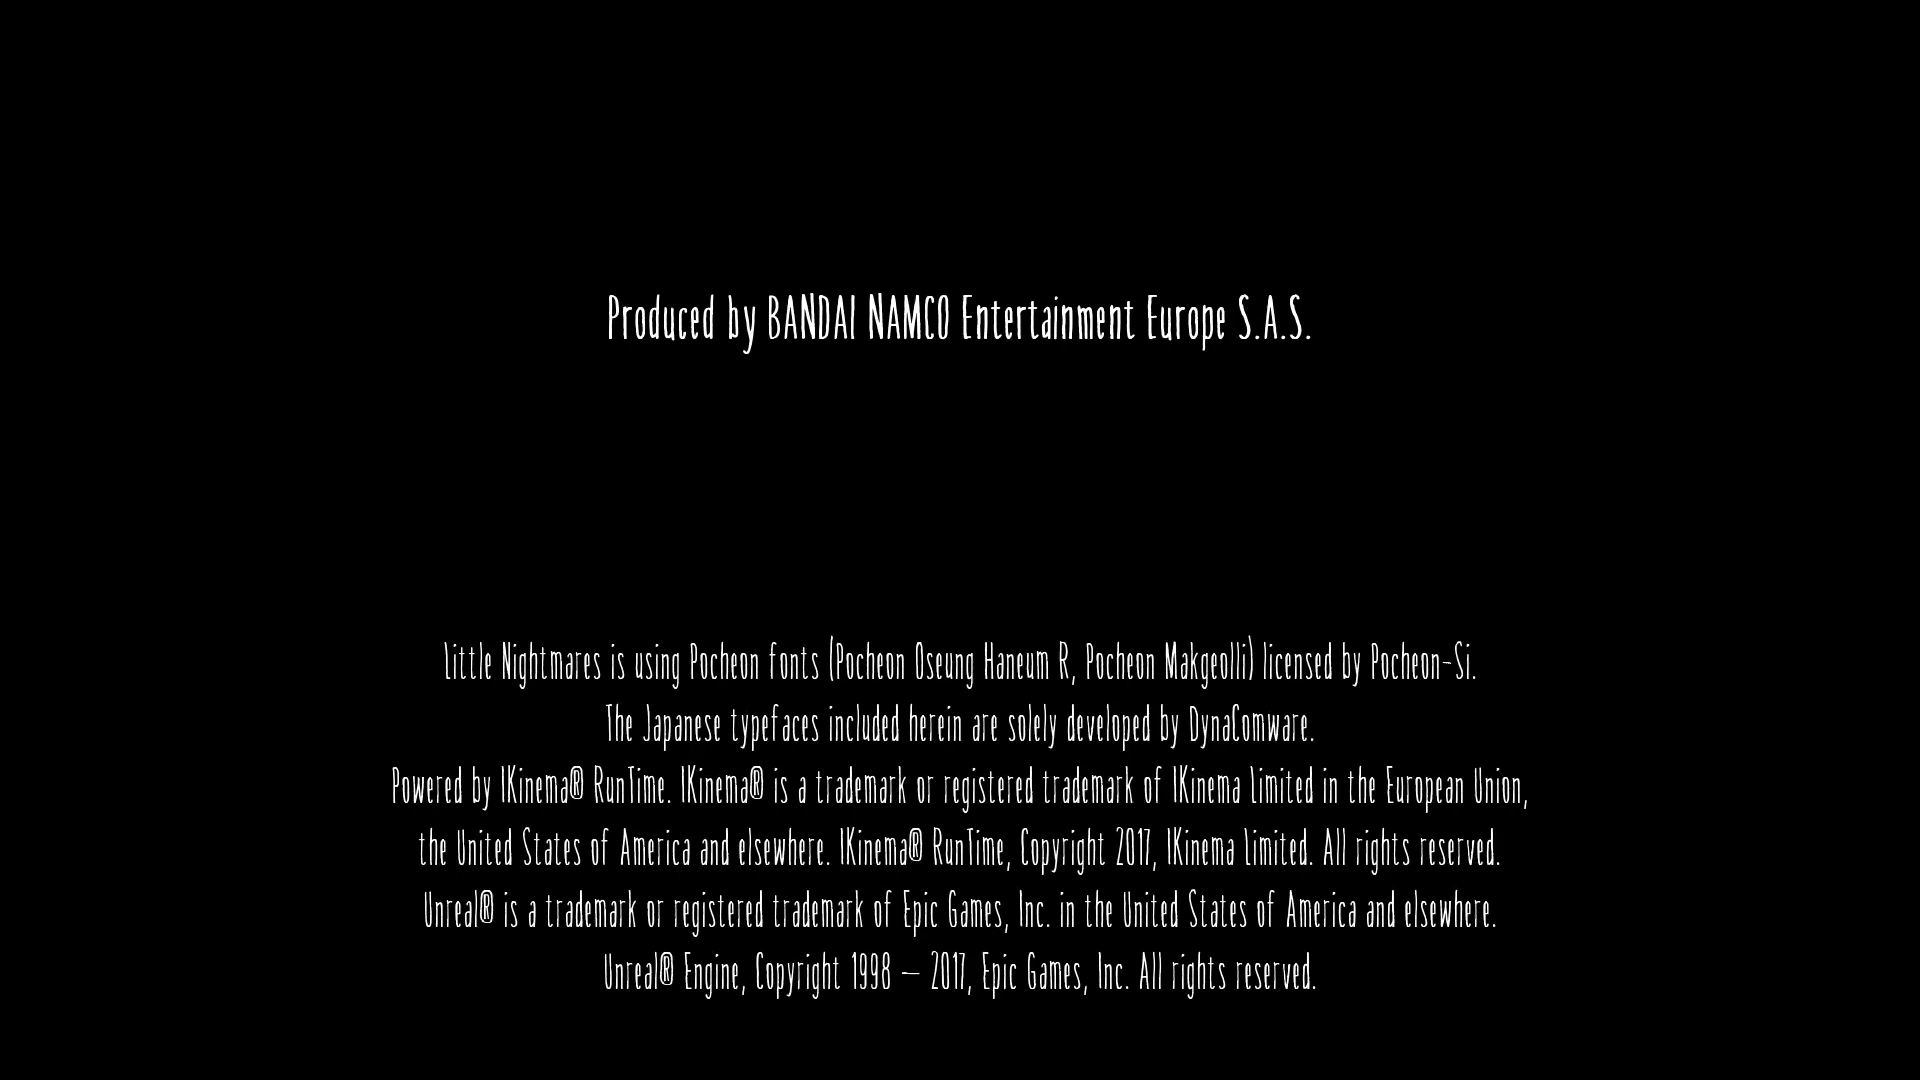 Produced by BANDAI NAMCO Entertainment Europe S.A.S.
Little Nightmares is using Pocheon fonts (Pocheon Oseung Haneum R, Pocheon Makgeolli) licensed by Pocheon-Si.
The Japanese typefaces included herein are solely developed by DynaComware.
Powered by IKinema® RunTime. IKinema® is a trademark or registered trademark of IKinema Limited in the European Union,
the United States of America and elsewhere. IKinema® RunTime, Copyright 2017, IKinema Limited. All rights reserved.
Unreal® is a trademark or registered trademark of Epic Games, Inc. in the United States of America and elsewhere.
Unreal® Engine, Copyright 1998 – 2017, Epic Games, Inc. All rights reserved.